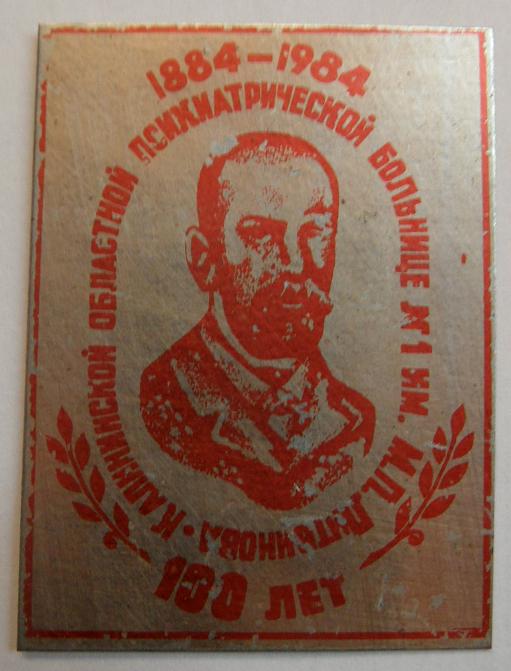 1884-1984
КАЛИНИНСКОЙ ОБЛАСТНОЙ ПСИХИАТРИЧЕСКОЙ БОЛЬНИЦЕ №1 ИМ. М.П. ЛИТВИНОВА •
100 ЛЕТ